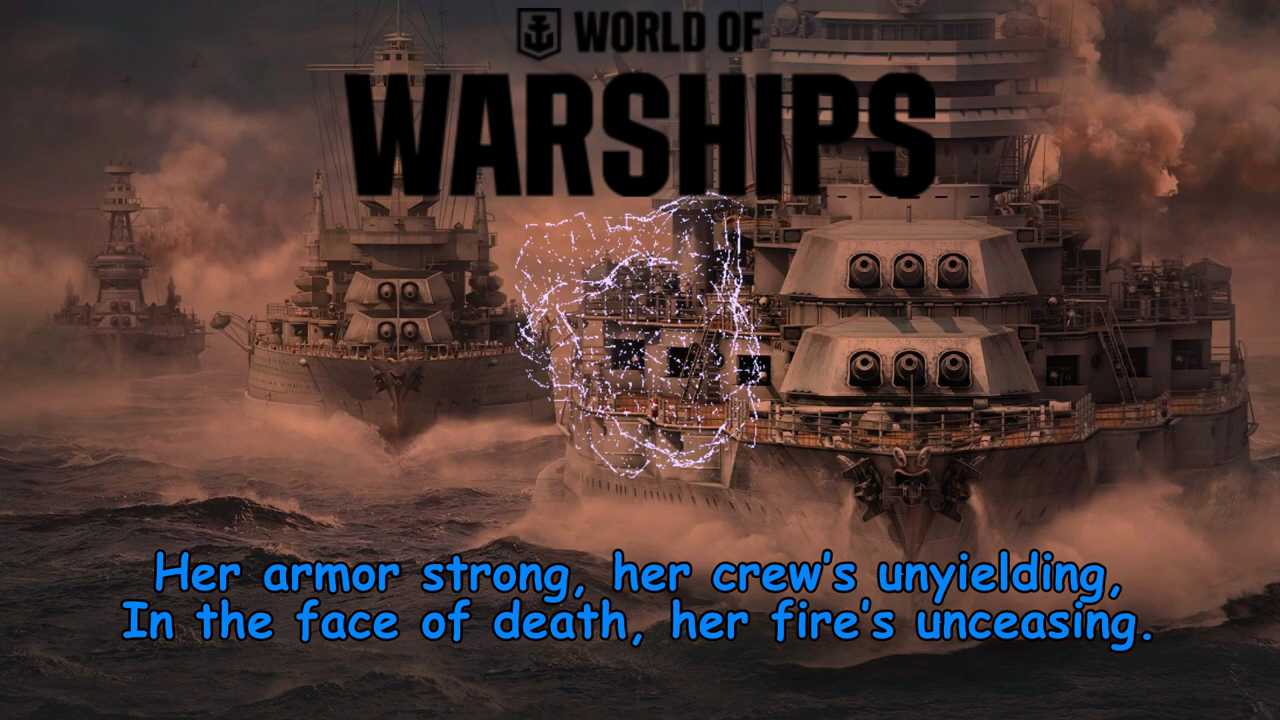 WORLD OF
WARSHIPS
Her armor strong, her crew's unyielding,
In the face of death, her fire's unceasing.